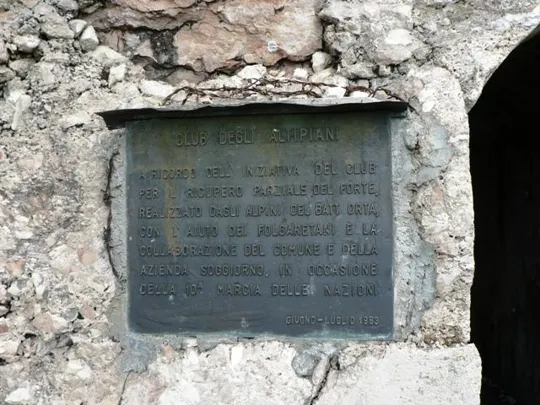 CLUB DEGLI ALTIPIANI
A RICORDO DELL'INIZIATIVA DEL CLUB
PER IL RICUPERO PARZIALE DEL FORTE,
REALIZZATO DAGLI ALPINI DEL BATT. ORTA,
CON L'AIUTO DEI FOLGARETANI E LA
COLLABORAZIONE DEL COMUNE E DELLA
AZIENDA SOGGIORNO, IN OCCASIONE
DELLA 10ª MARCIA DELLE NAZIONI
GIUGNO - LUGLIO 1983